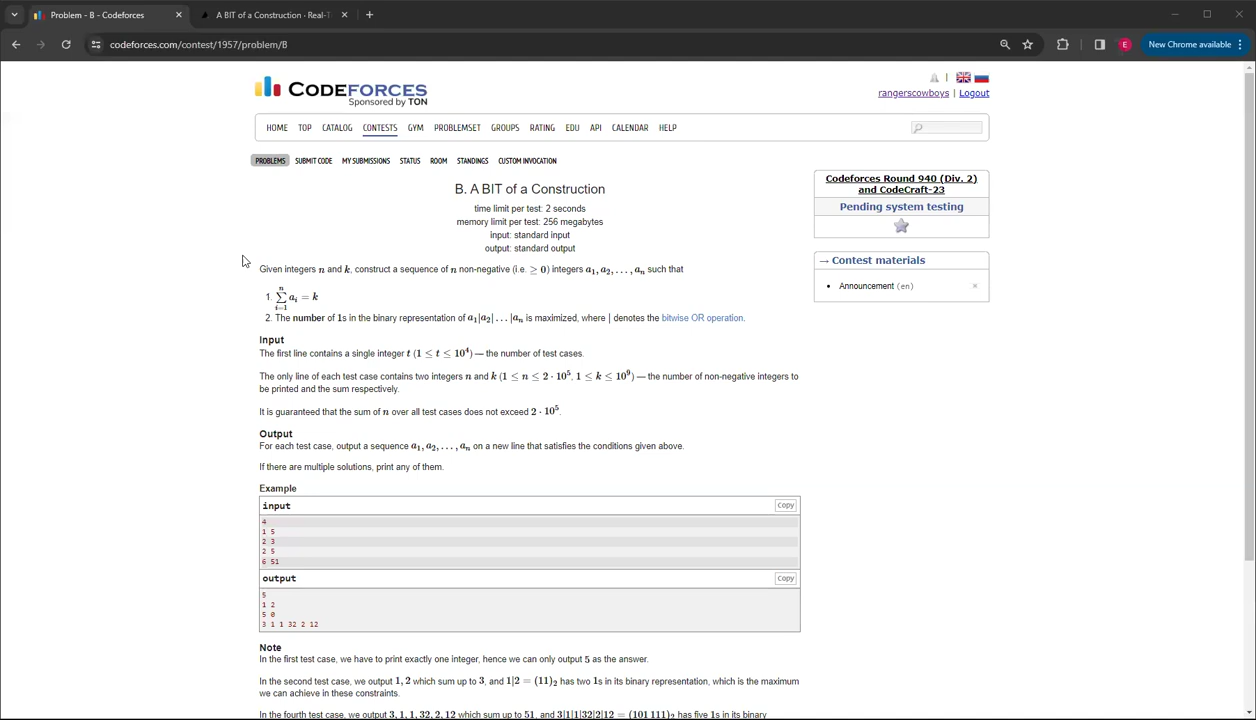 Problem - B - Codeforces
A BIT of a Construction · Real-T
codeforces.com/contest/1957/problem/B
E
New Chrome available
CODEFORCES
Sponsored by TON
rangerscowboys | Logout
HOME TOP CATALOG CONTESTS GYM PROBLEMSET GROUPS RATING EDU API CALENDAR HELP
PROBLEMS SUBMIT CODE MY SUBMISSIONS STATUS ROOM STANDINGS CUSTOM INVOCATION
B. A BIT of a Construction
time limit per test: 2 seconds
memory limit per test: 256 megabytes
input: standard input
output: standard output
Given integers n and k, construct a sequence of n non-negative (i.e. ≥ 0) integers a₁, a₂, . . . , aₙ such that
1. ∑ᵢ₌₁ⁿ aᵢ = k
2. The number of 1s in the binary representation of a₁|a₂| . . . |aₙ is maximized, where | denotes the bitwise OR operation.
Input
The first line contains a single integer t (1 ≤ t ≤ 10⁴) — the number of test cases.
The only line of each test case contains two integers n and k (1 ≤ n ≤ 2 · 10⁵, 1 ≤ k ≤ 10⁹) — the number of non-negative integers to
be printed and the sum respectively.
It is guaranteed that the sum of n over all test cases does not exceed 2 · 10⁵.
Output
For each test case, output a sequence a₁, a₂, . . . , aₙ on a new line that satisfies the conditions given above.
If there are multiple solutions, print any of them.
Example
input
Copy
4
1 5
2 3
2 5
6 51
output
Copy
5
1 2
5 0
3 1 1 32 2 12
Note
In the first test case, we have to print exactly one integer, hence we can only output 5 as the answer.
In the second test case, we output 1, 2 which sum up to 3, and 1|2 = (11)₂ has two 1s in its binary representation, which is the maximum
we can achieve in these constraints.
In the fourth test case, we output 3, 1, 1, 32, 2, 12 which sum up to 51, and 3|1|1|32|2|12 = (101 111)₂ has five 1s in its binary
Codeforces Round 940 (Div. 2)
and CodeCraft-23
Pending system testing
→ Contest materials
• Announcement (en)
×